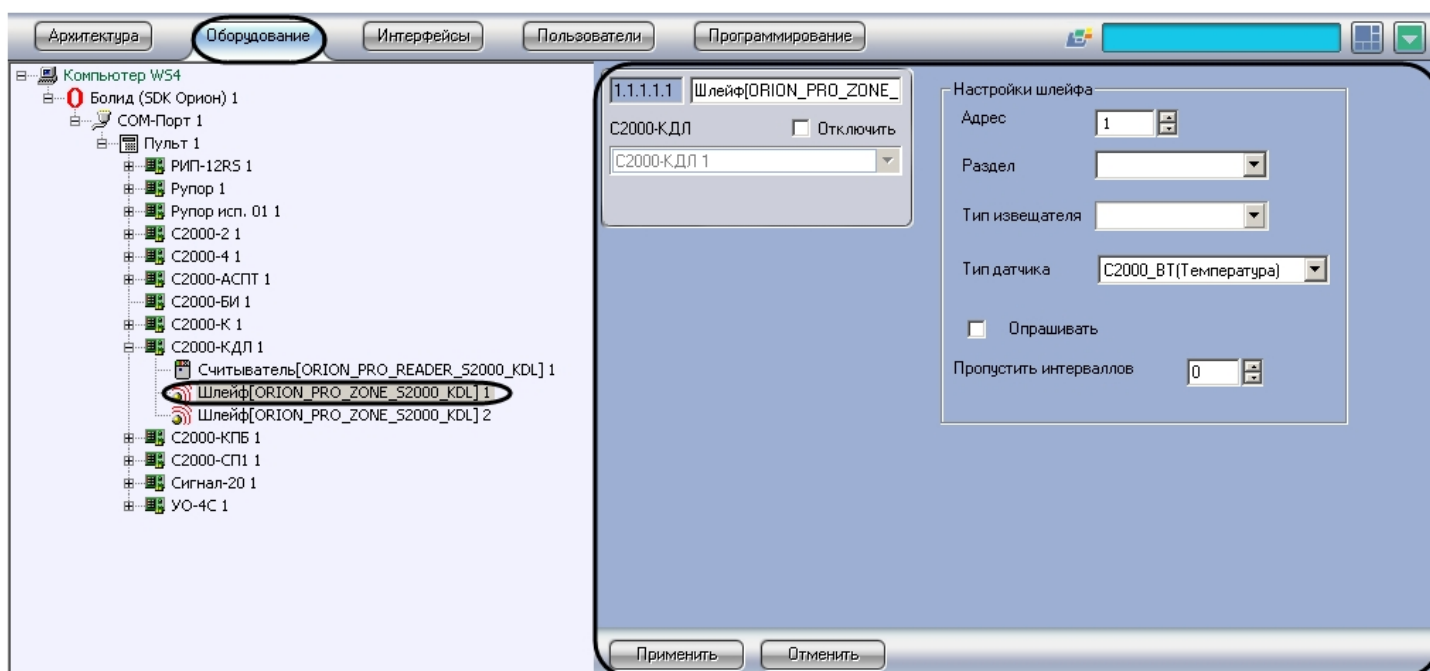 Архитектура Оборудование Интерфейсы Пользователи Программирование
Компьютер WS4
Болид (SDK Орион) 1
COM-Порт 1
Пульт 1
РИП-12RS 1
Рупор 1
Рупор исп. 01 1
С2000-2 1
С2000-4 1
С2000-АСПТ 1
С2000-БИ 1
С2000-К 1
С2000-КДЛ 1
Считыватель[ORION_PRO_READER_S2000_KDL] 1
Шлейф[ORION_PRO_ZONE_S2000_KDL] 1
Шлейф[ORION_PRO_ZONE_S2000_KDL] 2
С2000-КПБ 1
С2000-СП1 1
Сигнал-20 1
УО-4С 1
1.1.1.1.1 Шлейф[ORION_PRO_ZONE_
С2000-КДЛ Отключить
С2000-КДЛ 1
Настройки шлейфа
Адрес 1
Раздел
Тип извещателя
Тип датчика С2000_ВТ(Температура)
Опрашивать
Пропустить интерваллов 0
Применить Отменить